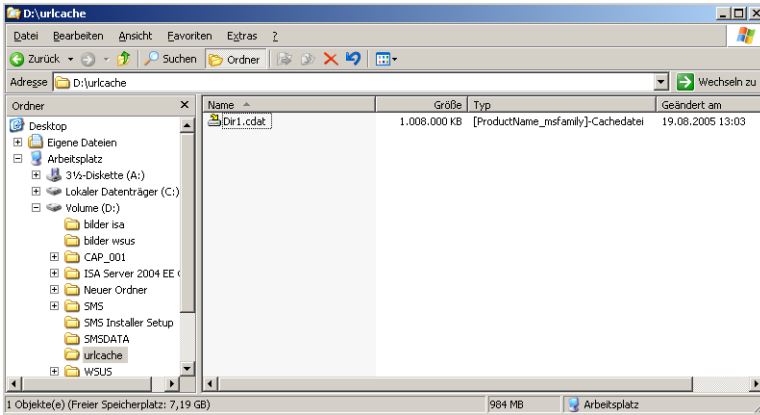 D:\urlcache
Datei Bearbeiten Ansicht Favoriten Extras ?
Zurück Suchen Ordner
Adresse D:\urlcache Wechseln zu
Ordner
Name Größe Typ Geändert am
Dir1.cdat 1.008.000 KB [ProductName_msfamily]-Cachedatei 19.08.2005 13:03
Desktop
Eigene Dateien
Arbeitsplatz
3½-Diskette (A:)
Lokaler Datenträger (C:)
Volume (D:)
bilder isa
bilder wsus
CAP_001
ISA Server 2004 EE
Neuer Ordner
SMS
SMS Installer Setup
SMSDATA
urlcache
WSUS
1 Objekte(e) (Freier Speicherplatz: 7,19 GB) 984 MB Arbeitsplatz